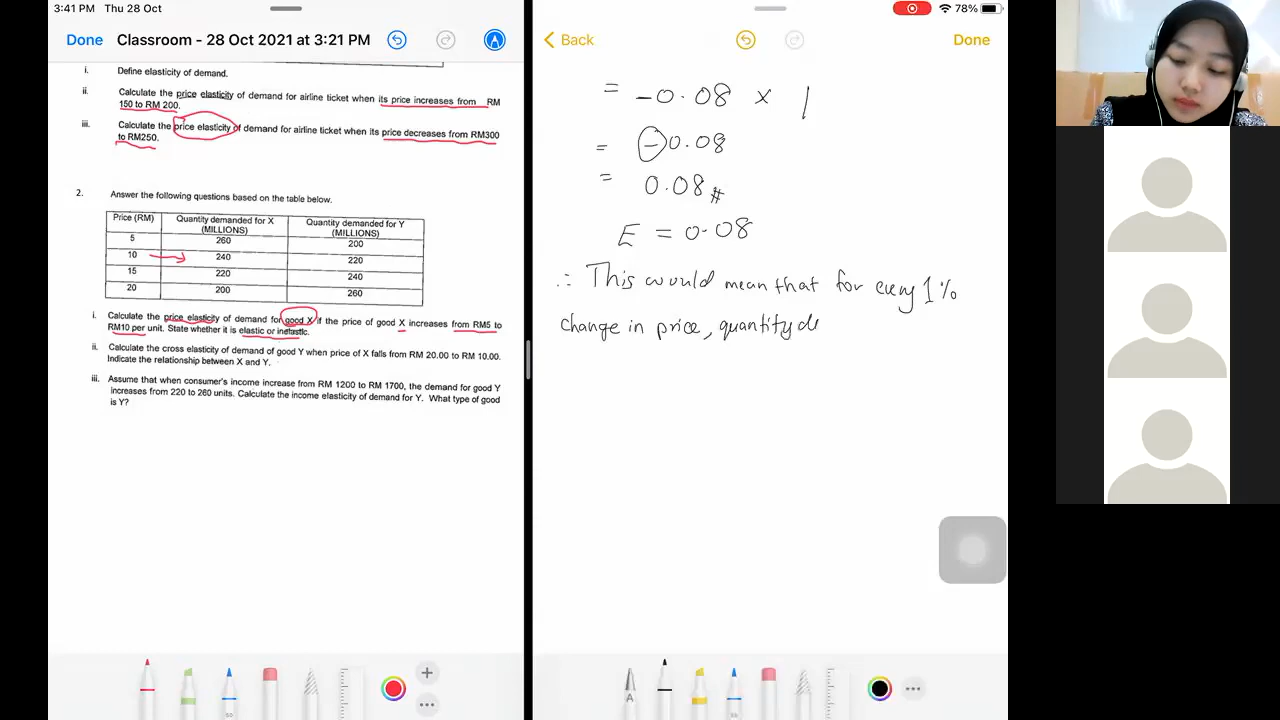 3:41 PM Thu 28 Oct
78%
Done Classroom - 28 Oct 2021 at 3:21 PM
Back Done
i. Define elasticity of demand.
ii. Calculate the price elasticity of demand for airline ticket when its price increases from RM
150 to RM 200.
iii. Calculate the price elasticity of demand for airline ticket when its price decreases from RM300
to RM250.
2. Answer the following questions based on the table below.
Price (RM) Quantity demanded for X (MILLIONS) Quantity demanded for Y (MILLIONS)
5 260 200
10 240 220
15 220 240
20 200 260
i. Calculate the price elasticity of demand for good X if the price of good X increases from RM5 to
RM10 per unit. State whether it is elastic or inelastic.
ii. Calculate the cross elasticity of demand of good Y when price of X falls from RM 20.00 to RM 10.00.
Indicate the relationship between X and Y.
iii. Assume that when consumer's income increase from RM 1200 to RM 1700, the demand for good Y
increases from 220 to 260 units. Calculate the income elasticity of demand for Y. What type of good
is Y?
= -0.08 x 1
= -0.08
= 0.08 #
E = 0.08
∴ This would mean that for every 1%
change in price, quantity d
A